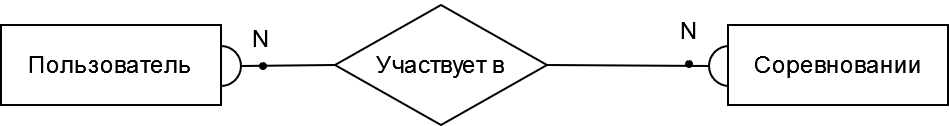 N
N
Пользователь
Участвует в
Соревновании